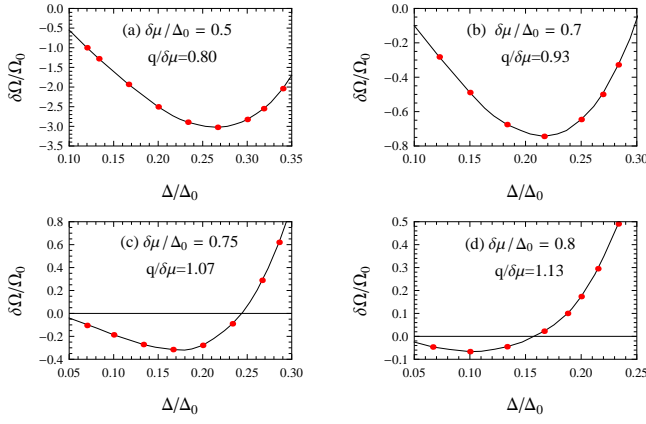 (a) δμ/Δ₀ = 0.5
q/δμ=0.80
δΩ/Ω₀
0.0
-0.5
-1.0
-1.5
-2.0
-2.5
-3.0
-3.5
0.10 0.15 0.20 0.25 0.30 0.35
Δ/Δ₀
(b) δμ/Δ₀ = 0.7
q/δμ=0.93
δΩ/Ω₀
0.0
-0.2
-0.4
-0.6
-0.8
0.10 0.15 0.20 0.25 0.30
Δ/Δ₀
(c) δμ/Δ₀ = 0.75
q/δμ=1.07
δΩ/Ω₀
0.8
0.6
0.4
0.2
0.0
-0.2
-0.4
0.05 0.10 0.15 0.20 0.25 0.30
Δ/Δ₀
(d) δμ/Δ₀ = 0.8
q/δμ=1.13
δΩ/Ω₀
0.5
0.4
0.3
0.2
0.1
0.0
-0.1
0.05 0.10 0.15 0.20 0.25
Δ/Δ₀